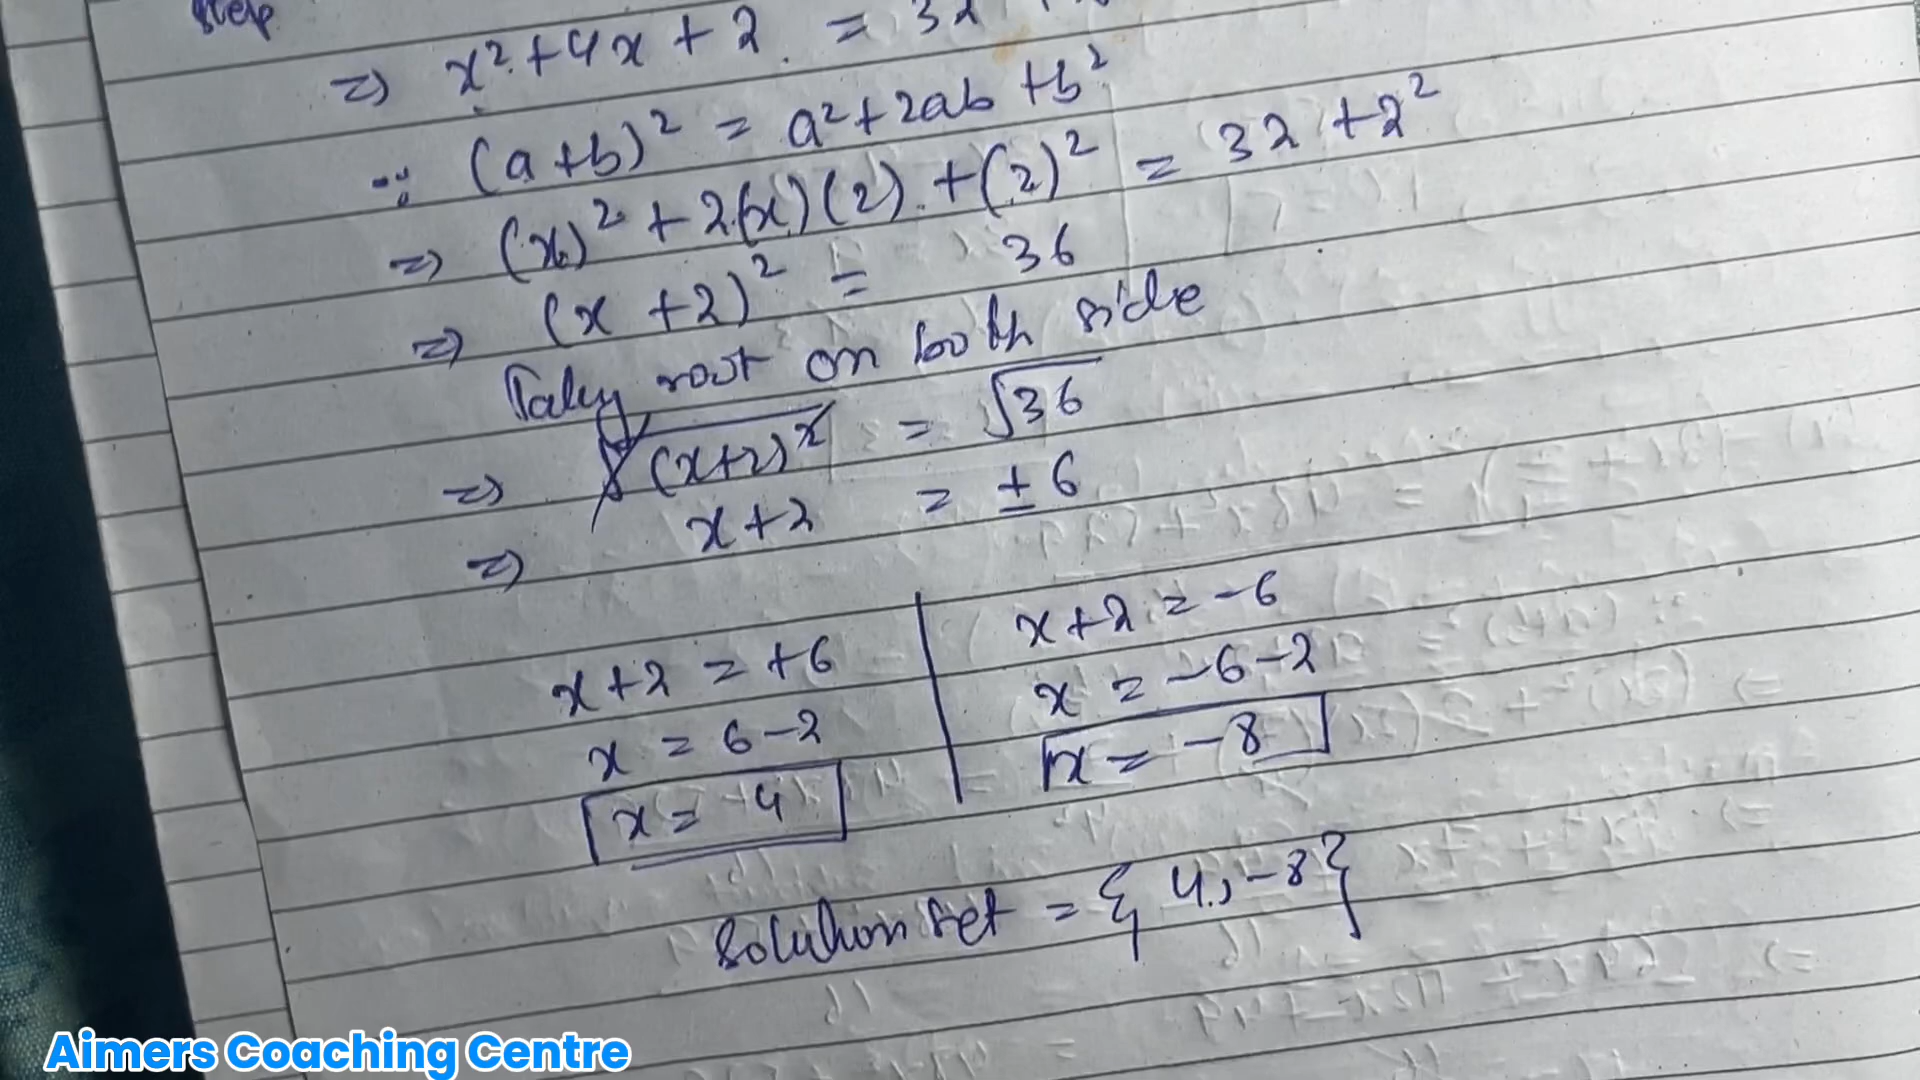 step
⇒ x² + 4x + 2 = 32
∵ (a+b)² = a² + 2ab + b²
⇒ (x)² + 2(x)(2) + (2)² = 32 + 2²
⇒ (x + 2)² = 36
Taking root on both side
⇒ √(x+2)² = √36
⇒ x+2 = ± 6
x+2 = +6
x = 6-2
x = 4
x+2 = -6
x = -6-2
x = -8
Solution set = {4, -8}
Aimers Coaching Centre